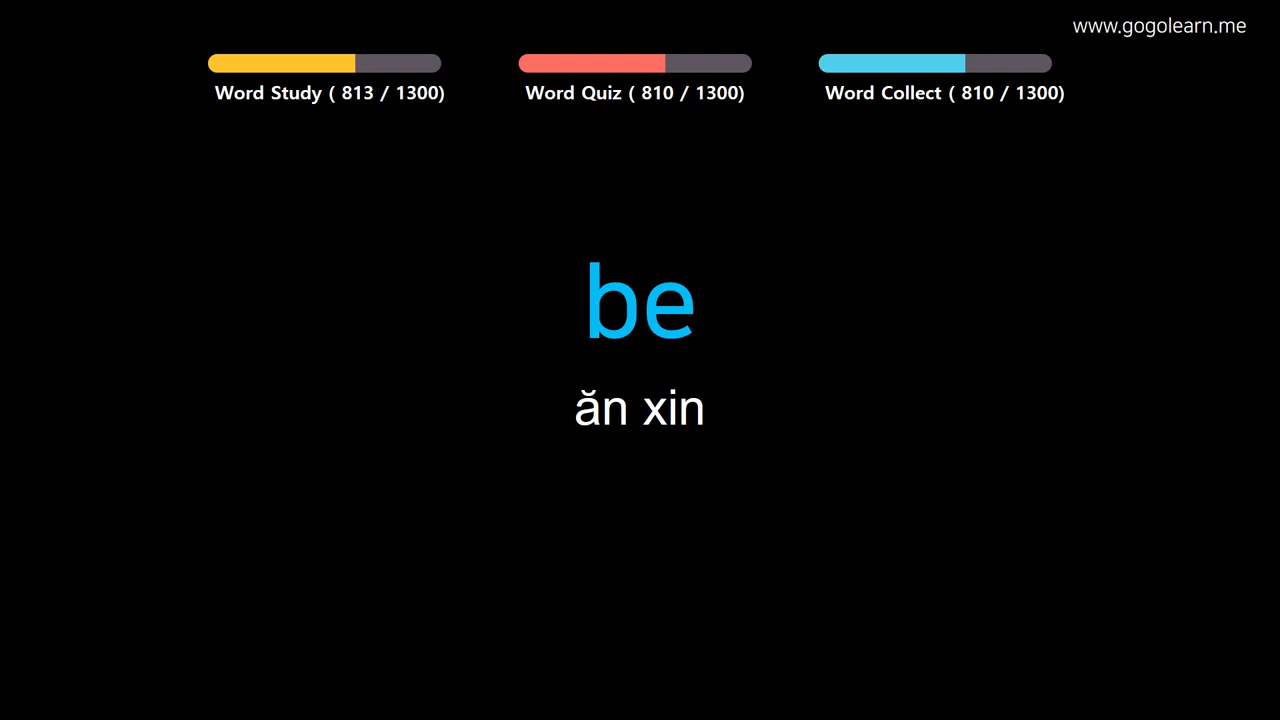 www.gogolearn.me
Word Study ( 813 / 1300)
Word Quiz ( 810 / 1300)
Word Collect ( 810 / 1300)
be
ăn xin